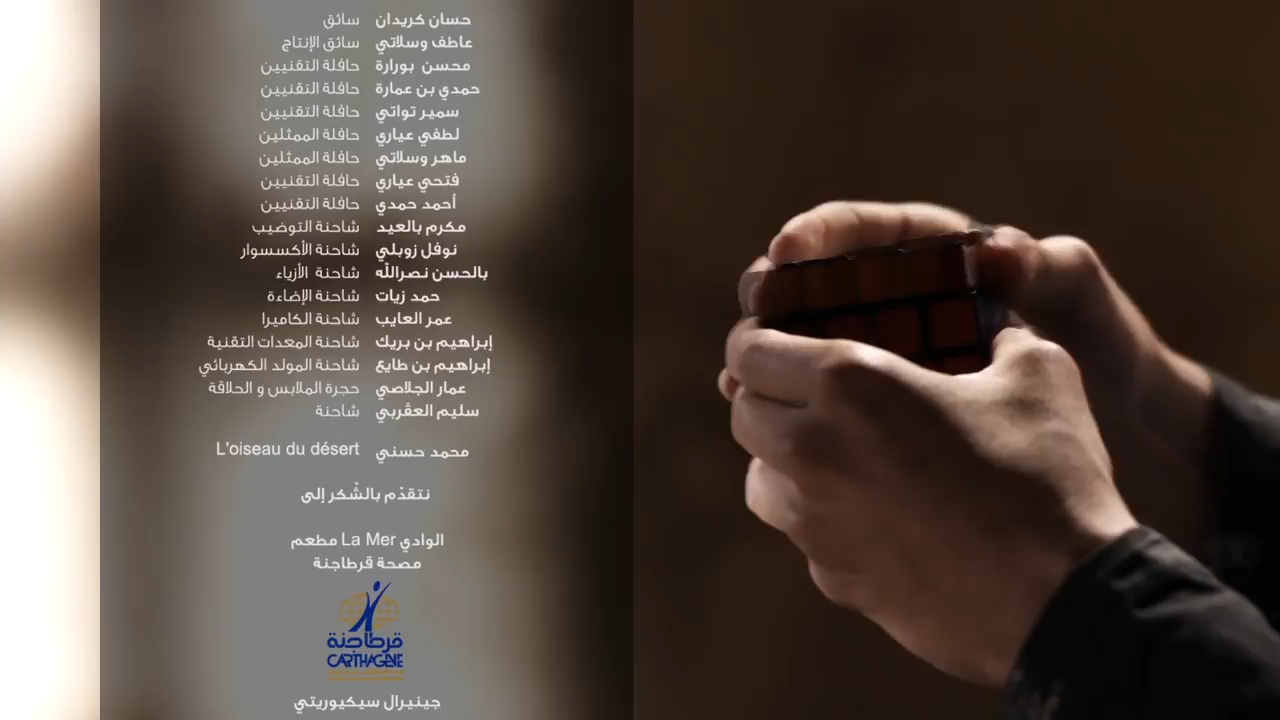 حسان كريدان سائق
عاطف وسلاتي سائق الإنتاج
محسن بورارة حافلة التقنيين
حمدي بن عمارة حافلة التقنيين
سمير تواتي حافلة التقنيين
لطفي عياري حافلة الممثلين
ماهر وسلاتي حافلة الممثلين
فتحي عياري حافلة التقنيين
أحمد حمدي حافلة التقنيين
مكرم بالعيد شاحنة التوضيب
نوفل زوبلي شاحنة الأكسسوار
بالحسن نصرالله شاحنة الأزياء
حمد زيات شاحنة الإضاءة
عمر العايب شاحنة الكاميرا
إبراهيم بن بريك شاحنة المعدات التقنية
إبراهيم بن طايع شاحنة المولد الكهربائي
عمار الجلاصي حجرة الملابس و الحلاقة
سليم العڤربي شاحنة
محمد حسني L'oiseau du désert
نتقدّم بالشّكر إلى
الوادي La Mer مطعم
مصحة قرطاجنة
قرطاجنة
CARTHAGENE
جينيرال سيكيوريتي